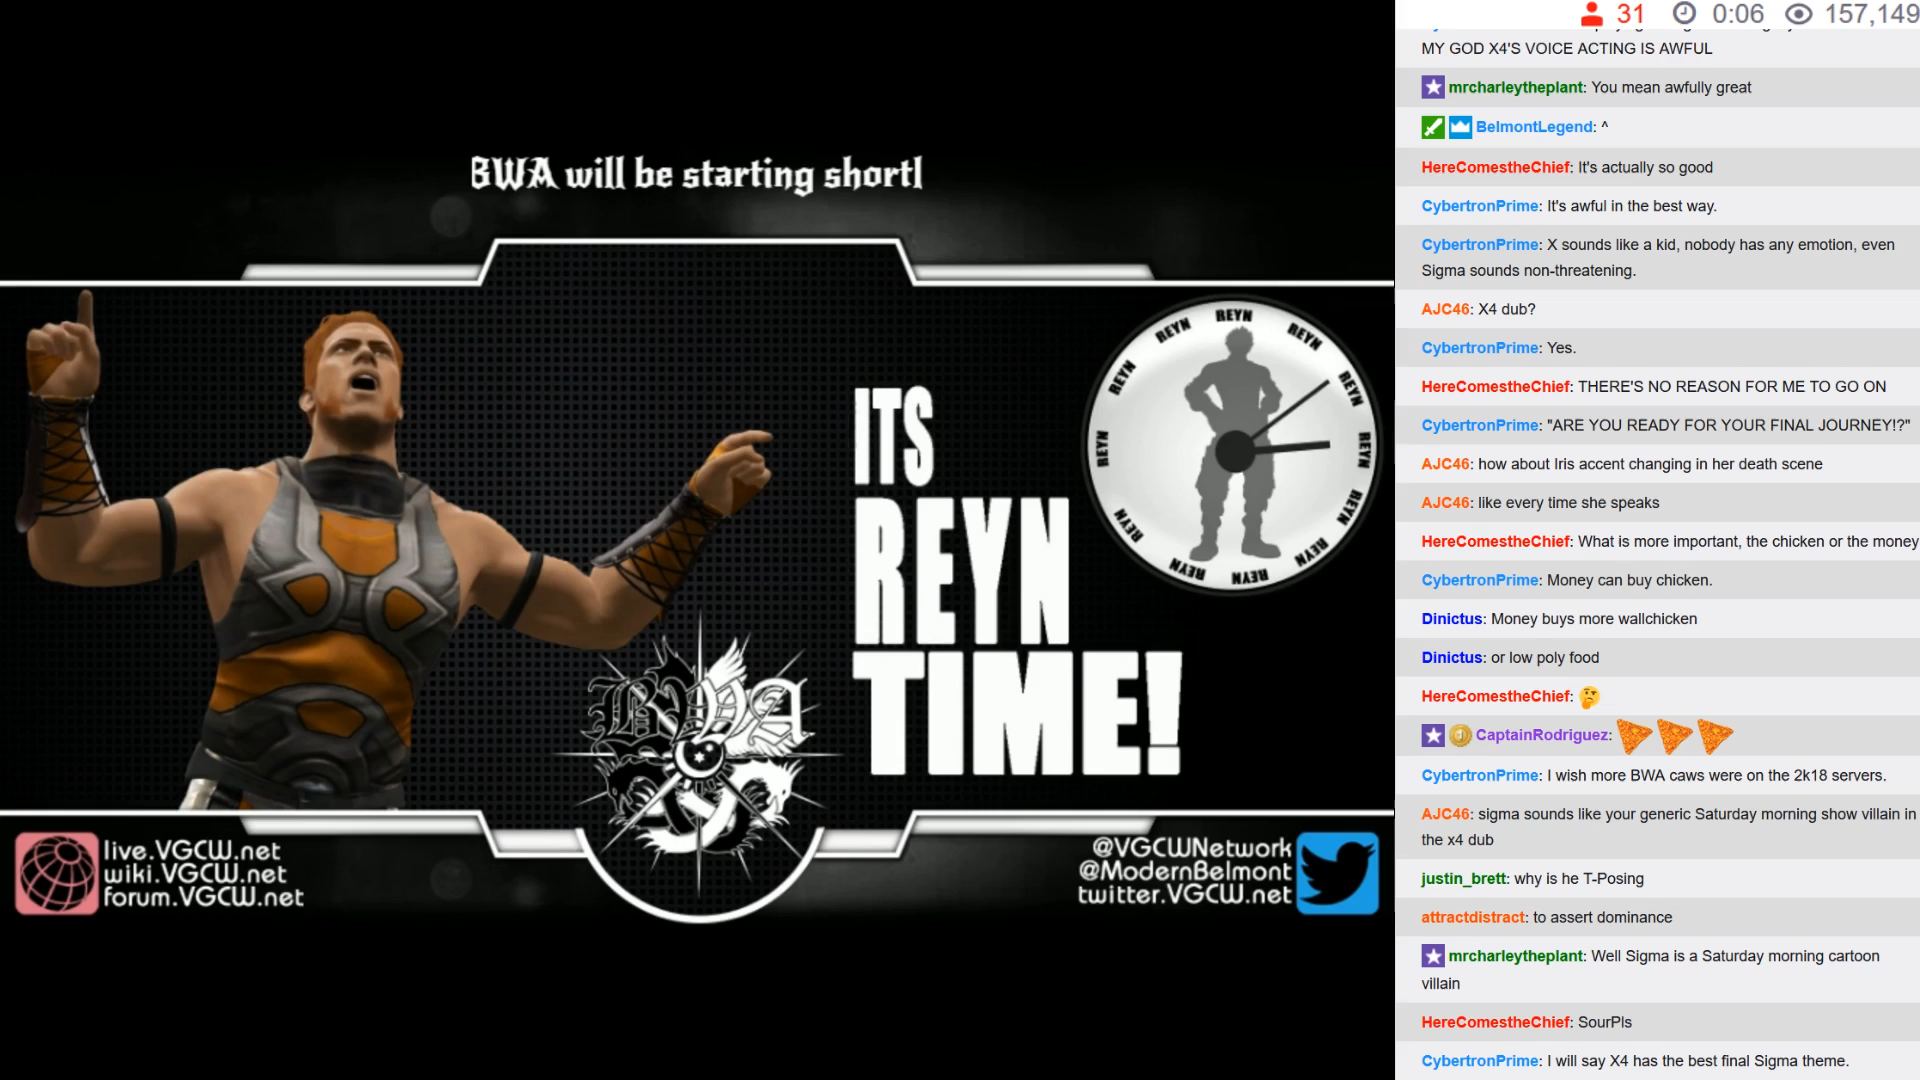 BWA will be starting shortl
REYN
REYN
REYN
REYN
REYN
REYN
REYN
REYN
REYN
REYN
REYN
REYN
ITS
REYN
TIME!
BWA
live.VGCW.net
wiki.VGCW.net
forum.VGCW.net
@VGCWNetwork
@ModernBelmont
twitter.VGCW.net
31 0:06 157,149
MY GOD X4'S VOICE ACTING IS AWFUL
mrcharleytheplant: You mean awfully great
BelmontLegend: ^
HereComestheChief: It's actually so good
CybertronPrime: It's awful in the best way.
CybertronPrime: X sounds like a kid, nobody has any emotion, even
Sigma sounds non-threatening.
AJC46: X4 dub?
CybertronPrime: Yes.
HereComestheChief: THERE'S NO REASON FOR ME TO GO ON
CybertronPrime: "ARE YOU READY FOR YOUR FINAL JOURNEY!?"
AJC46: how about Iris accent changing in her death scene
AJC46: like every time she speaks
HereComestheChief: What is more important, the chicken or the money
CybertronPrime: Money can buy chicken.
Dinictus: Money buys more wallchicken
Dinictus: or low poly food
HereComestheChief: 🤔
CaptainRodriguez:
CybertronPrime: I wish more BWA caws were on the 2k18 servers.
AJC46: sigma sounds like your generic Saturday morning show villain in
the x4 dub
justin_brett: why is he T-Posing
attractdistract: to assert dominance
mrcharleytheplant: Well Sigma is a Saturday morning cartoon
villain
HereComestheChief: SourPls
CybertronPrime: I will say X4 has the best final Sigma theme.